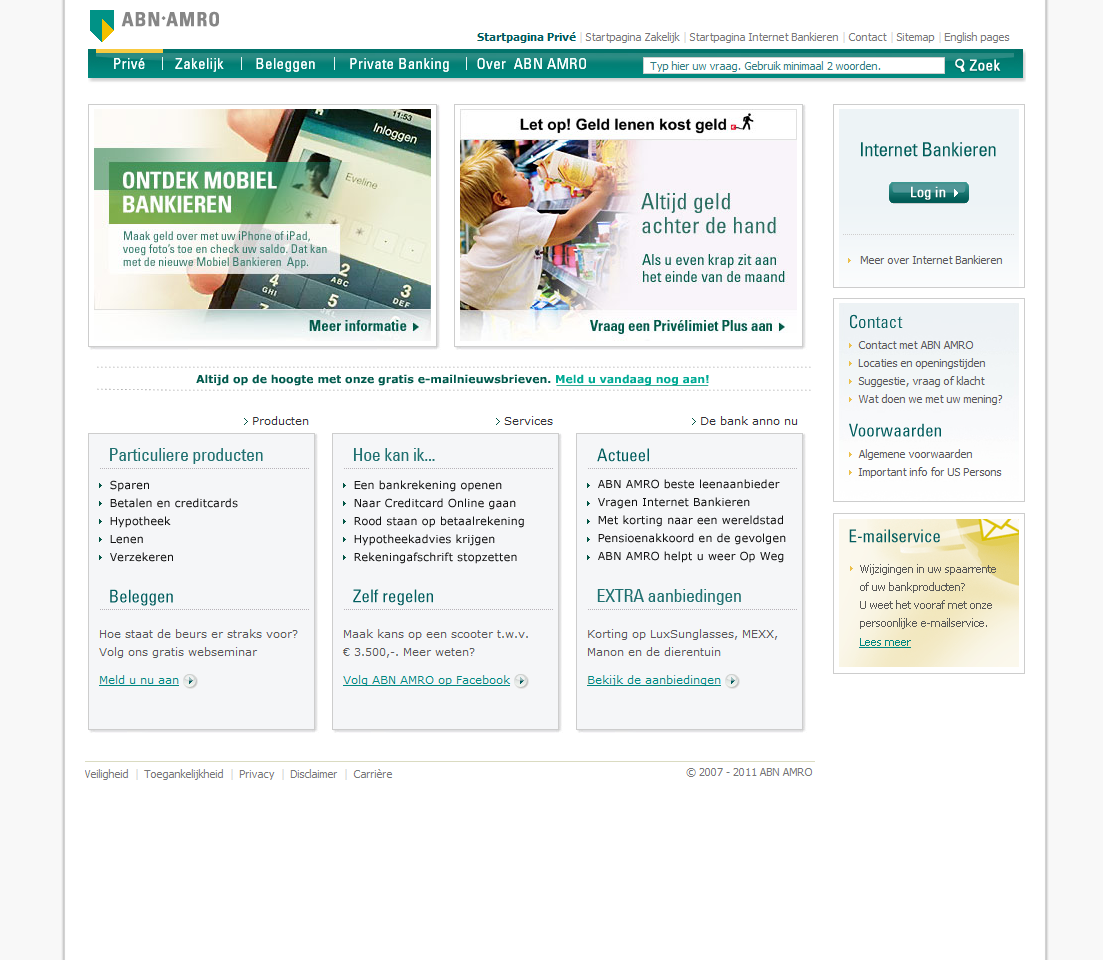 ABN·AMRO
Startpagina Privé | Startpagina Zakelijk | Startpagina Internet Bankieren | Contact | Sitemap | English pages
Privé | Zakelijk | Beleggen | Private Banking | Over ABN AMRO
Typ hier uw vraag. Gebruik minimaal 2 woorden.
Zoek
11:53
Inloggen
Eveline
ONTDEK MOBIEL
BANKIEREN
Maak geld over met uw iPhone of iPad,
voeg foto's toe en check uw saldo. Dat kan
met de nieuwe Mobiel Bankieren App.
2
ABC
3
DEF
4
GHI
5
JKL
Meer informatie
Let op! Geld lenen kost geld
Altijd geld
achter de hand
Als u even krap zit aan
het einde van de maand
Vraag een Privélimiet Plus aan
Internet Bankieren
Log in
Meer over Internet Bankieren
Contact
Contact met ABN AMRO
Locaties en openingstijden
Suggestie, vraag of klacht
Wat doen we met uw mening?
Voorwaarden
Algemene voorwaarden
Important info for US Persons
E-mailservice
Wijzigingen in uw spaarrente
of uw bankproducten?
U weet het vooraf met onze
persoonlijke e-mailservice.
Lees meer
Altijd op de hoogte met onze gratis e-mailnieuwsbrieven. Meld u vandaag nog aan!
Producten
Particuliere producten
Sparen
Betalen en creditcards
Hypotheek
Lenen
Verzekeren
Beleggen
Hoe staat de beurs er straks voor?
Volg ons gratis webseminar
Meld u nu aan
Services
Hoe kan ik...
Een bankrekening openen
Naar Creditcard Online gaan
Rood staan op betaalrekening
Hypotheekadvies krijgen
Rekeningafschrift stopzetten
Zelf regelen
Maak kans op een scooter t.w.v.
€ 3.500,-. Meer weten?
Volg ABN AMRO op Facebook
De bank anno nu
Actueel
ABN AMRO beste leenaanbieder
Vragen Internet Bankieren
Met korting naar een wereldstad
Pensioenakkoord en de gevolgen
ABN AMRO helpt u weer Op Weg
EXTRA aanbiedingen
Korting op LuxSunglasses, MEXX,
Manon en de dierentuin
Bekijk de aanbiedingen
Veiligheid | Toegankelijkheid | Privacy | Disclaimer | Carrière
© 2007 - 2011 ABN AMRO